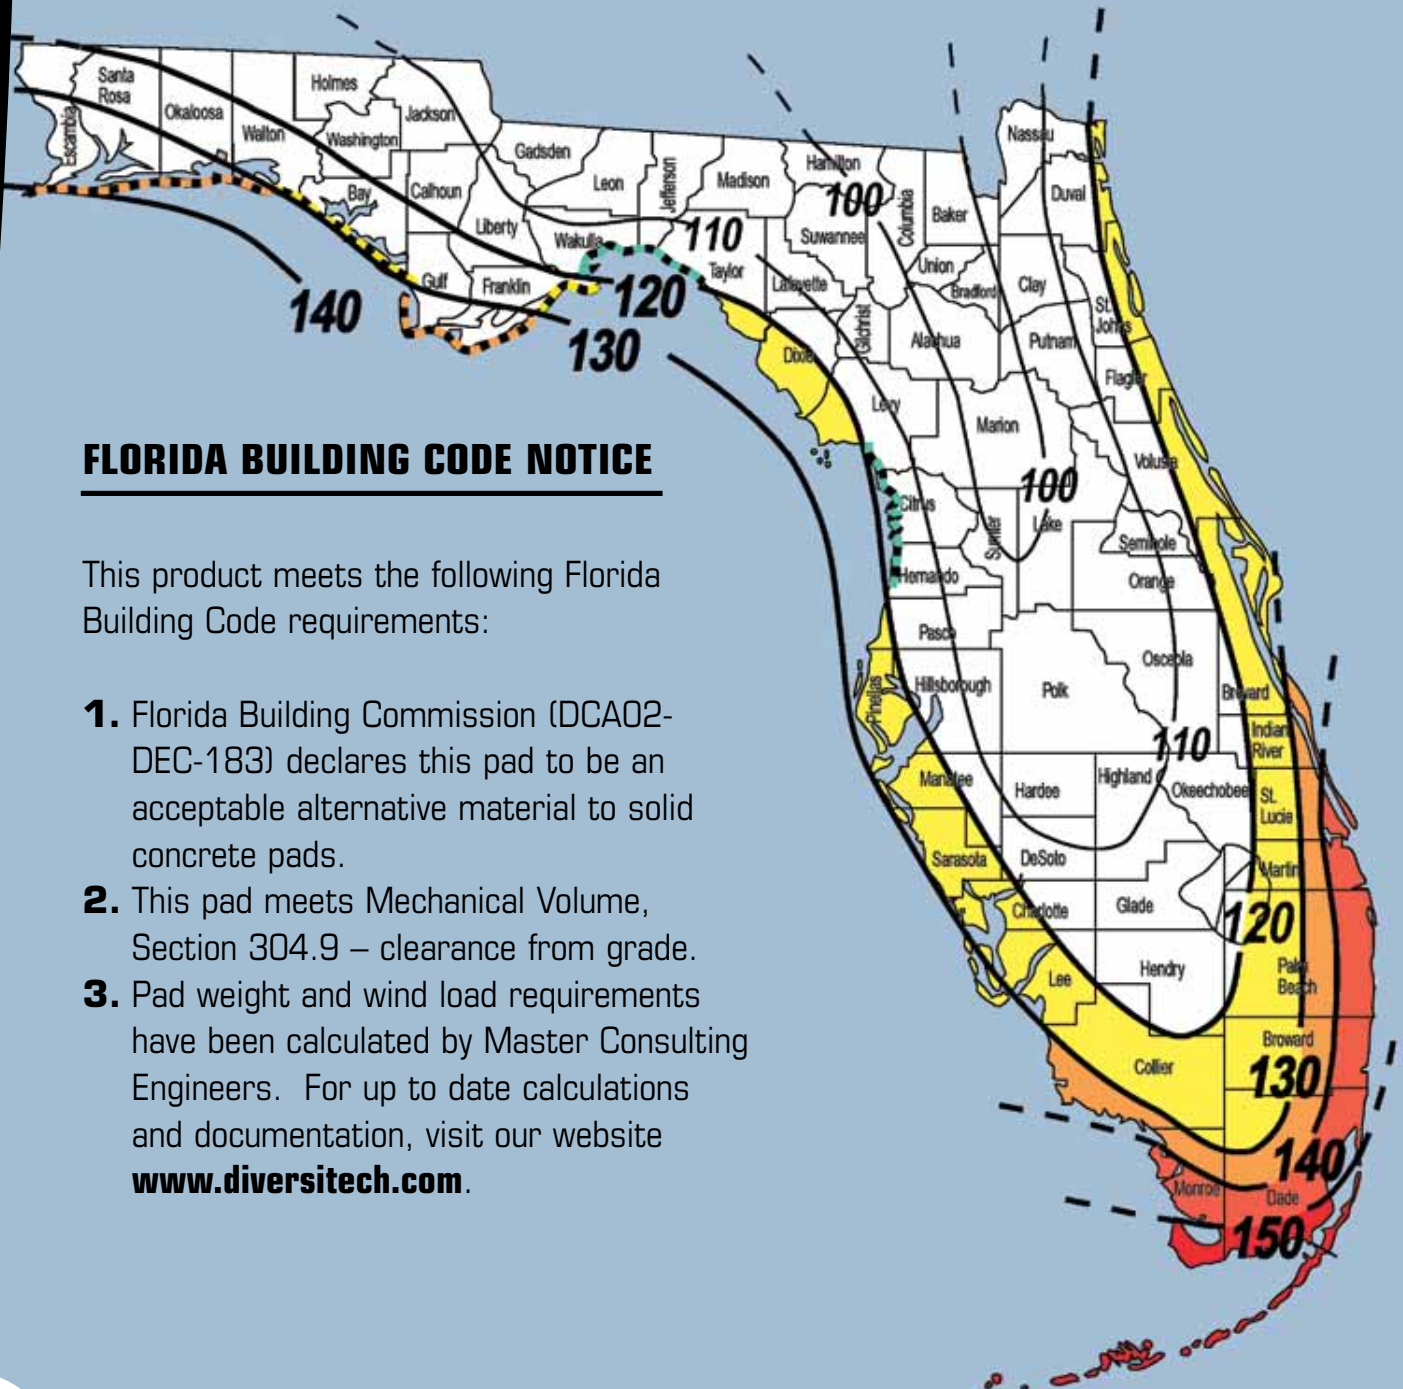 Santa
Rosa
Holmes
Escambia
Okaloosa
Walton
Washington
Jackson
Gadsden
Bay
Calhoun
Leon
Jefferson
Madison
Hamilton
100
Nassau
Duval
Liberty
Wakulla
110
Suwannee
Columbia
Baker
Gulf
Franklin
Taylor
Lafayette
Union
Bradford
Clay
140
120
Gilchrist
St.
Johns
130
Dixie
Alachua
Putnam
Flagler
Levy
Marion
Volusia
FLORIDA BUILDING CODE NOTICE
100
Citrus
Sumter
Lake
Seminole
Hernando
Orange
This product meets the following Florida
Building Code requirements:
Pasco
Osceola
Pinellas
Hillsborough
Polk
Brevard
1. Florida Building Commission (DCA02-
DEC-183) declares this pad to be an
acceptable alternative material to solid
concrete pads.
110
Indian
River
Manatee
Hardee
Highland
Okeechobee
St.
Lucie
Sarasota
DeSoto
Martin
2. This pad meets Mechanical Volume,
Section 304.9 – clearance from grade.
Charlotte
Glade
120
Lee
Hendry
Palm
Beach
3. Pad weight and wind load requirements
have been calculated by Master Consulting
Engineers. For up to date calculations
and documentation, visit our website
www.diversitech.com.
Broward
Collier
130
140
Monroe
Dade
150